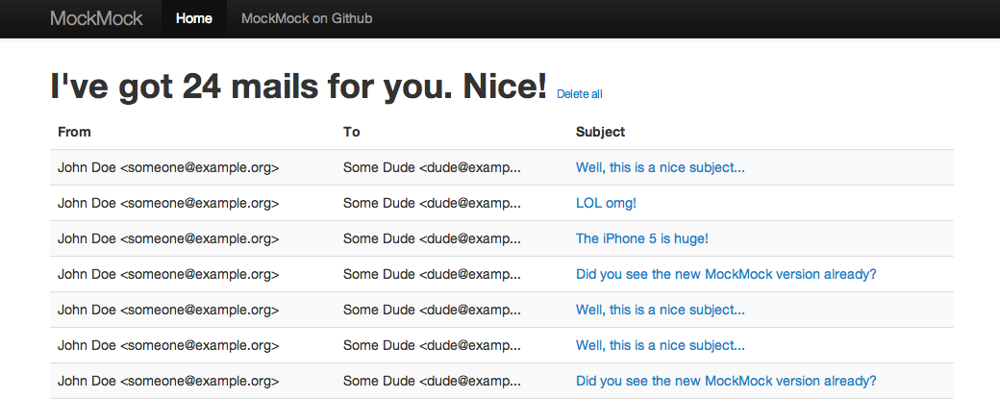 MockMock Home MockMock on Github
I've got 24 mails for you. Nice! Delete all
From To Subject
John Doe <someone@example.org> Some Dude <dude@examp... Well, this is a nice subject...
John Doe <someone@example.org> Some Dude <dude@examp... LOL omg!
John Doe <someone@example.org> Some Dude <dude@examp... The iPhone 5 is huge!
John Doe <someone@example.org> Some Dude <dude@examp... Did you see the new MockMock version already?
John Doe <someone@example.org> Some Dude <dude@examp... Well, this is a nice subject...
John Doe <someone@example.org> Some Dude <dude@examp... Well, this is a nice subject...
John Doe <someone@example.org> Some Dude <dude@examp... Did you see the new MockMock version already?